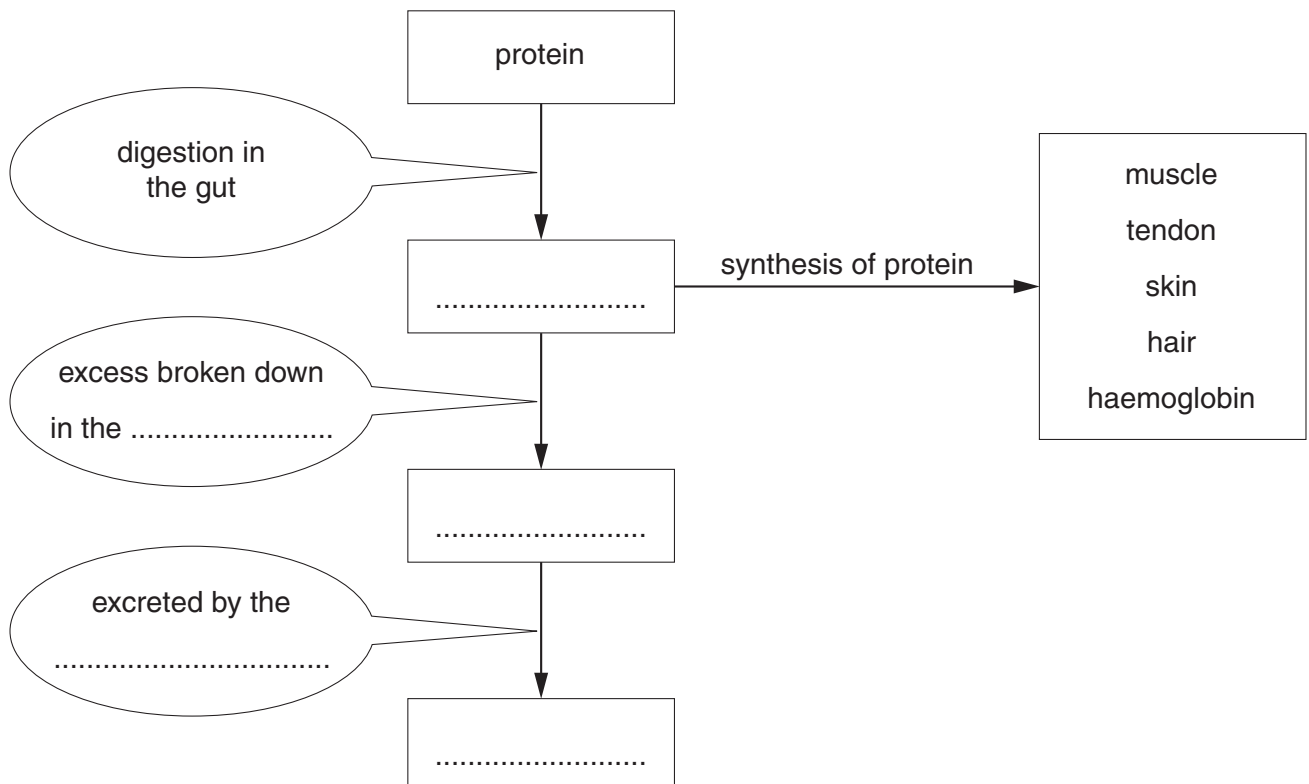 protein
digestion in
the gut
muscle
tendon
skin
hair
haemoglobin
synthesis of protein
..........................
excess broken down
in the .........................
..........................
excreted by the
..................................
..........................